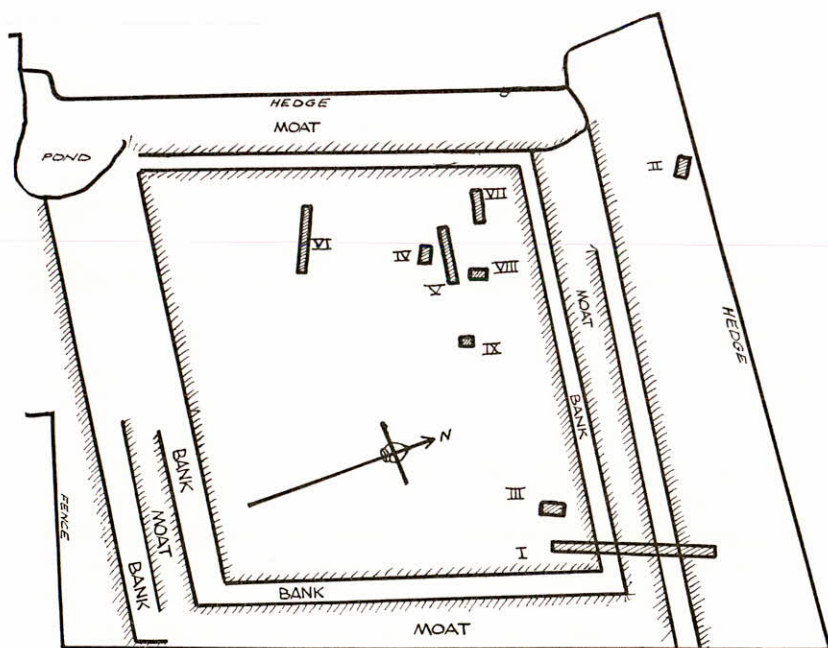 HEDGE
MOAT
POND
II
VII
VI
IV
V
VIII
MOAT
HEDGE
IX
BANK
N
BANK
III
FENCE
MOAT
I
BANK
BANK
MOAT